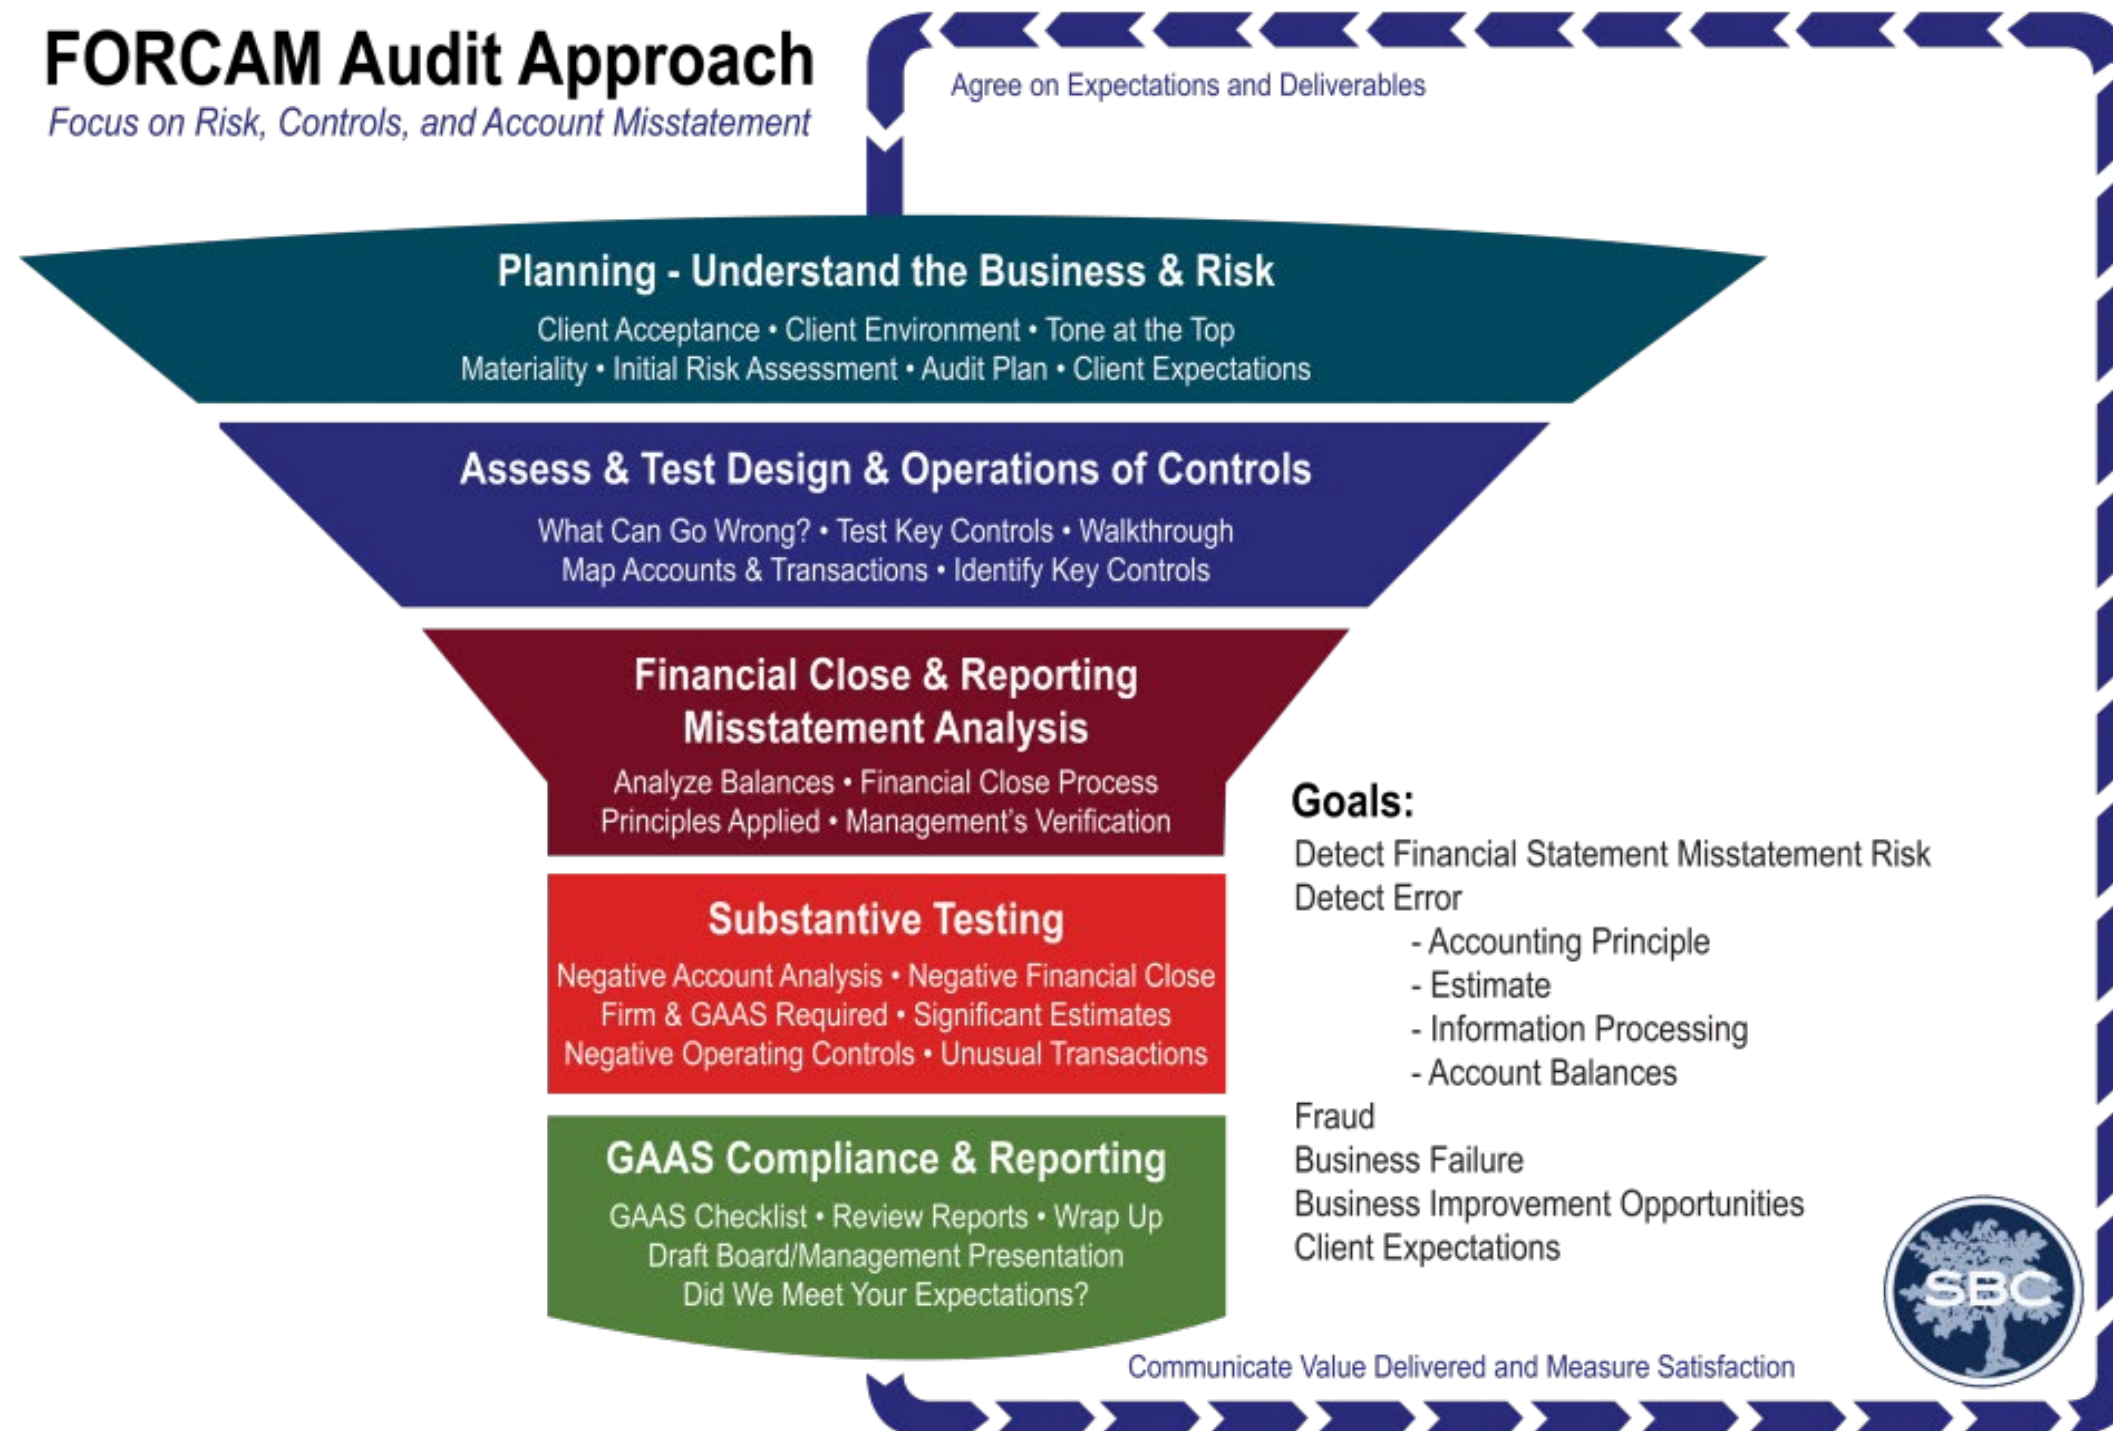 FORCAM Audit Approach
Focus on Risk, Controls, and Account Misstatement
Agree on Expectations and Deliverables
Planning - Understand the Business & Risk
Client Acceptance • Client Environment • Tone at the Top
Materiality • Initial Risk Assessment • Audit Plan • Client Expectations
Assess & Test Design & Operations of Controls
What Can Go Wrong? • Test Key Controls • Walkthrough
Map Accounts & Transactions • Identify Key Controls
Financial Close & Reporting
Misstatement Analysis
Analyze Balances • Financial Close Process
Principles Applied • Management's Verification
Substantive Testing
Negative Account Analysis • Negative Financial Close
Firm & GAAS Required • Significant Estimates
Negative Operating Controls • Unusual Transactions
GAAS Compliance & Reporting
GAAS Checklist • Review Reports • Wrap Up
Draft Board/Management Presentation
Did We Meet Your Expectations?
Goals:
Detect Financial Statement Misstatement Risk
Detect Error
- Accounting Principle
- Estimate
- Information Processing
- Account Balances
Fraud
Business Failure
Business Improvement Opportunities
Client Expectations
SBC
Communicate Value Delivered and Measure Satisfaction